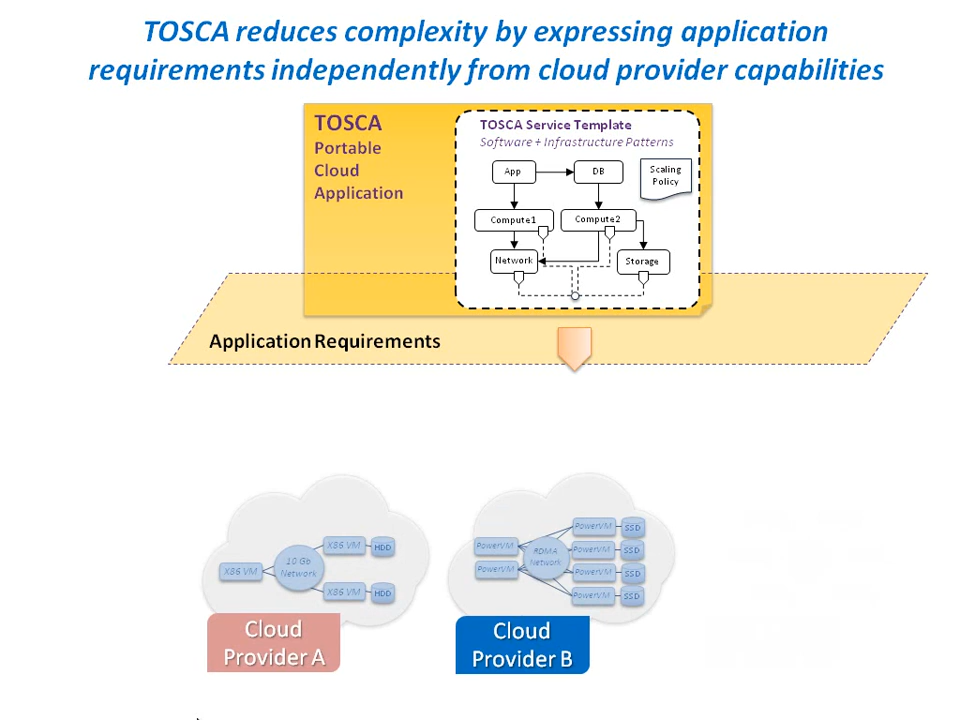 TOSCA reduces complexity by expressing application
requirements independently from cloud provider capabilities
TOSCA
Portable
Cloud
Application
TOSCA Service Template
Software + Infrastructure Patterns
App
DB
Scaling
Policy
Compute1
Compute2
Network
Storage
Application Requirements
X86 VM
10 Gb
Network
X86 VM
HDD
X86 VM
HDD
Cloud
Provider A
PowerVM
PowerVM
RDMA
Network
PowerVM
SSD
PowerVM
SSD
PowerVM
SSD
PowerVM
SSD
Cloud
Provider B